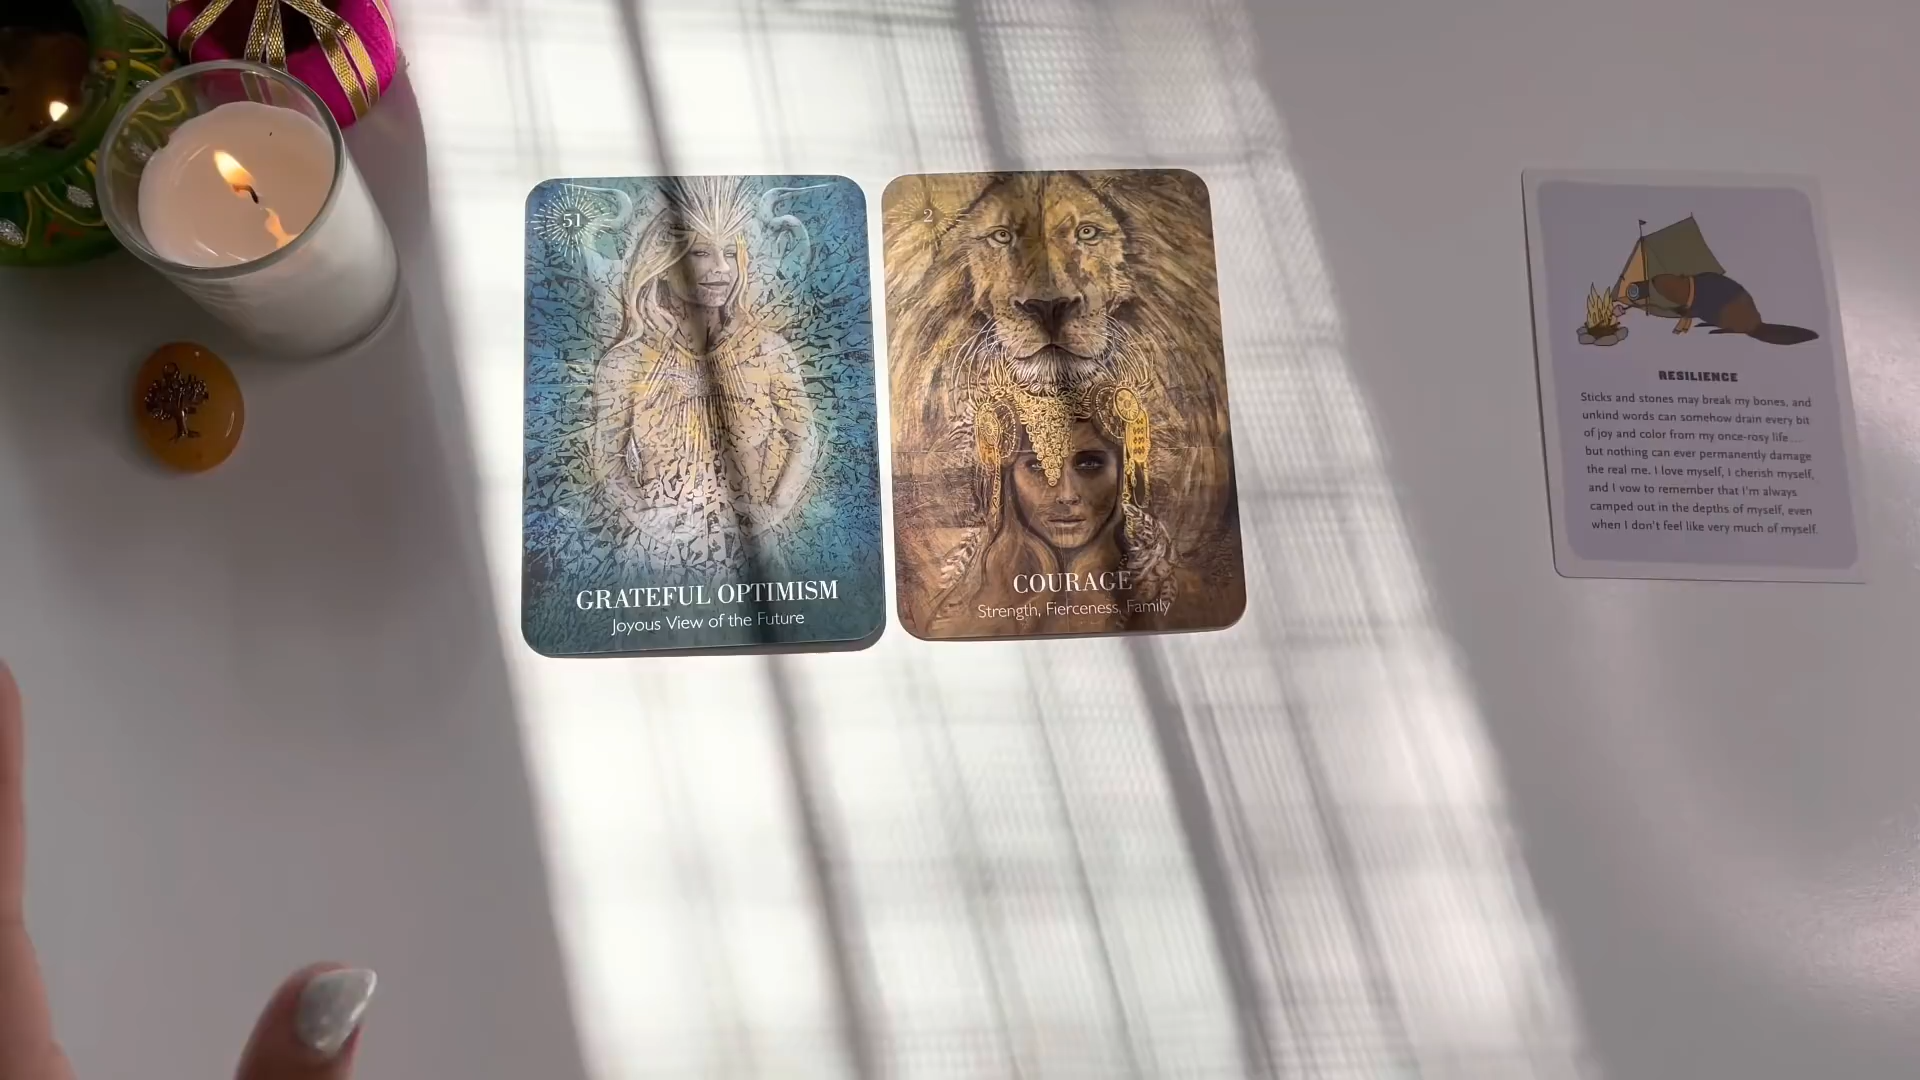 51
GRATEFUL OPTIMISM
Joyous View of the Future
2
COURAGE
Strength, Fierceness, Family
RESILIENCE
Sticks and stones may break my bones, and
unkind words can somehow drain every bit
of joy and color from my once-rosy life...
but nothing can ever permanently damage
the real me. I love myself, I cherish myself,
and I vow to remember that I'm always
camped out in the depths of myself, even
when I don't feel like very much of myself.